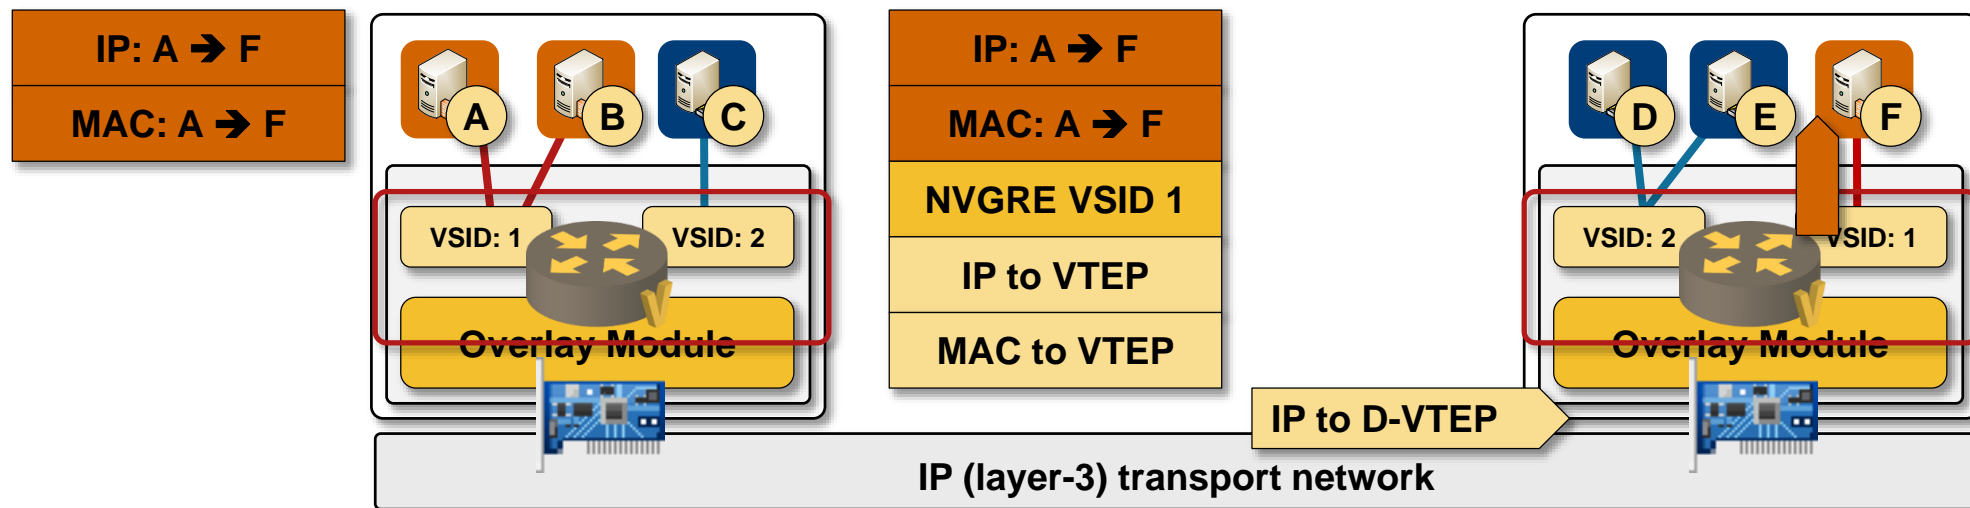 IP: A ➔ F
MAC: A ➔ F
A
B
C
VSID: 1
VSID: 2
Overlay Module
IP: A ➔ F
MAC: A ➔ F
NVGRE VSID 1
IP to VTEP
MAC to VTEP
D
E
F
VSID: 2
VSID: 1
Overlay Module
IP to D-VTEP
IP (layer-3) transport network